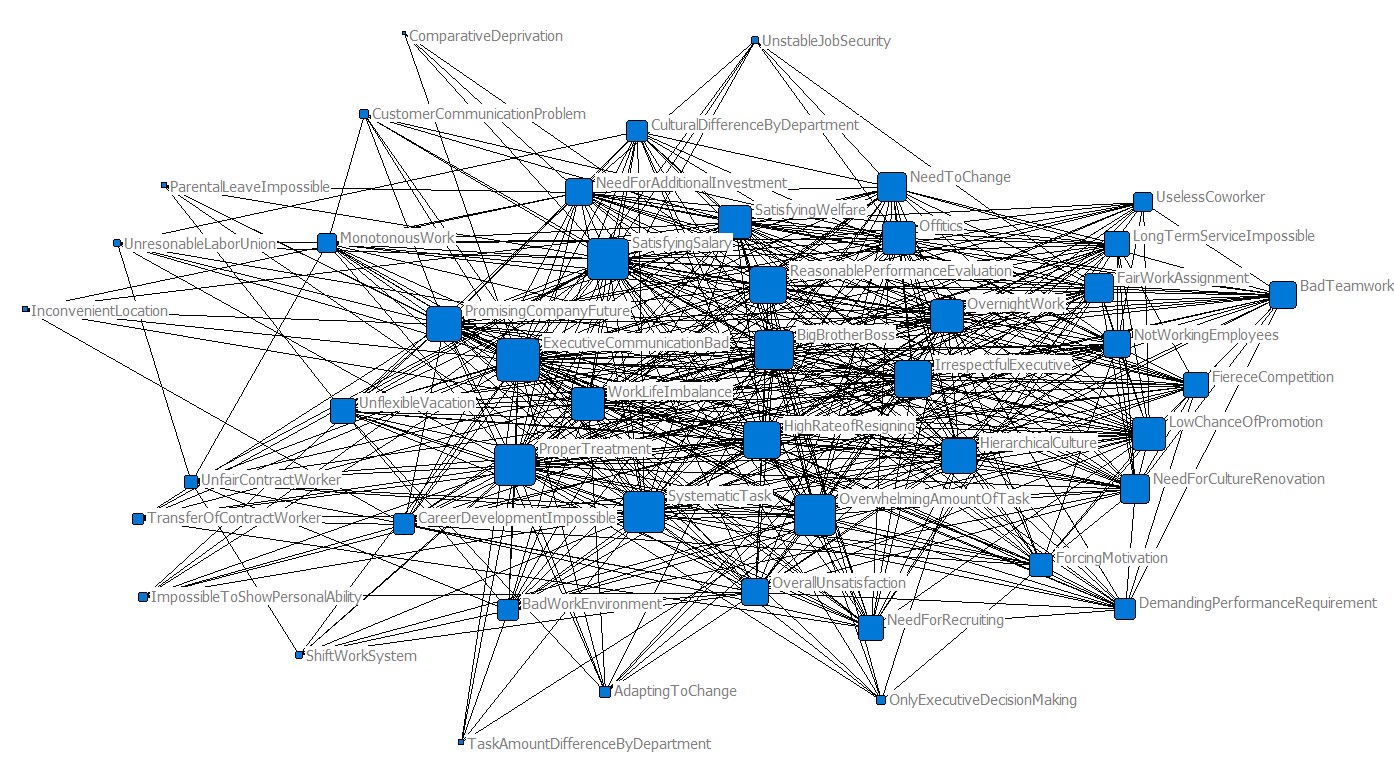 ComparativeDeprivation
UnstableJobSecurity
CustomerCommunicationProblem
CulturalDifferenceByDepartment
ParentalLeaveImpossible
NeedForAdditionalInvestment
NeedToChange
UselessCoworker
SatisfyingWelfare
Offitics
UnresonableLaborUnion
MonotonousWork
SatisfyingSalary
LongTermServiceImpossible
ReasonablePerformanceEvaluation
FairWorkAssignment
BadTeamwork
InconvenientLocation
PromisingCompanyFuture
OvernightWork
ExecutiveCommunicationBad
BigBrotherBoss
NotWorkingEmployees
IrrespectfulExecutive
FiereceCompetition
UnflexibleVacation
WorkLifeImbalance
HighRateofResigning
LowChanceOfPromotion
ProperTreatment
HierarchicalCulture
UnfairContractWorker
NeedForCultureRenovation
SystematicTask
OverwhelmingAmountOfTask
TransferOfContractWorker
CareerDevelopmentImpossible
ForcingMotivation
ImpossibleToShowPersonalAbility
BadWorkEnvironment
OverallUnsatisfaction
DemandingPerformanceRequirement
NeedForRecruiting
ShiftWorkSystem
AdaptingToChange
OnlyExecutiveDecisionMaking
TaskAmountDifferenceByDepartment